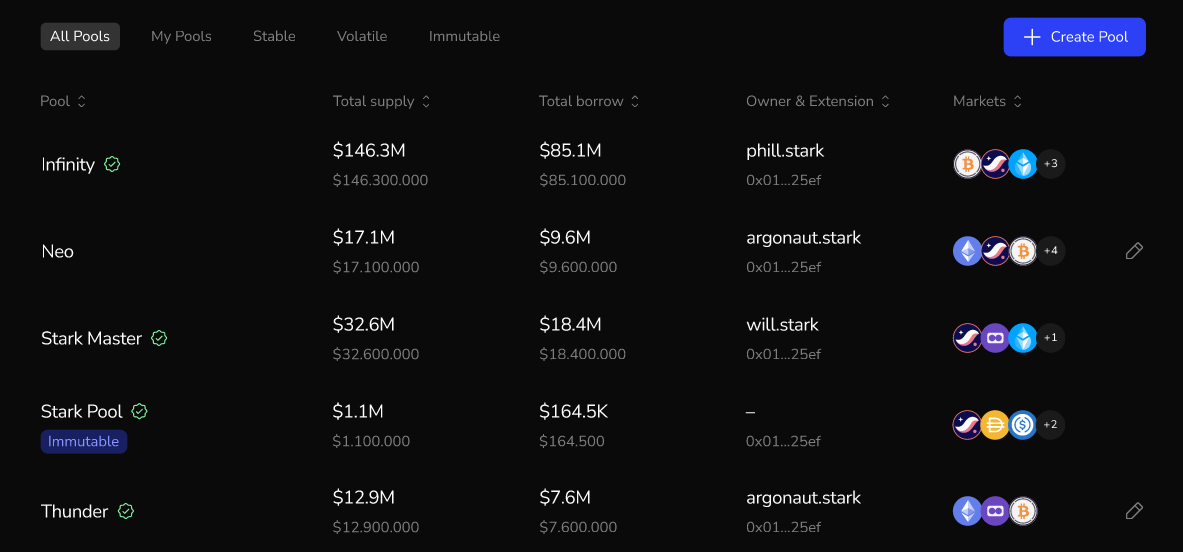 All Pools My Pools Stable Volatile Immutable Create Pool
Pool Total supply Total borrow Owner & Extension Markets
Infinity $146.3M $85.1M phill.stark +3
$146.300.000 $85.100.000 0x01...25ef
Neo $17.1M $9.6M argonaut.stark +4
$17.100.000 $9.600.000 0x01...25ef
Stark Master $32.6M $18.4M will.stark +1
$32.600.000 $18.400.000 0x01...25ef
Stark Pool $1.1M $164.5K – +2
Immutable $1.100.000 $164.500 0x01...25ef
Thunder $12.9M $7.6M argonaut.stark
$12.900.000 $7.600.000 0x01...25ef